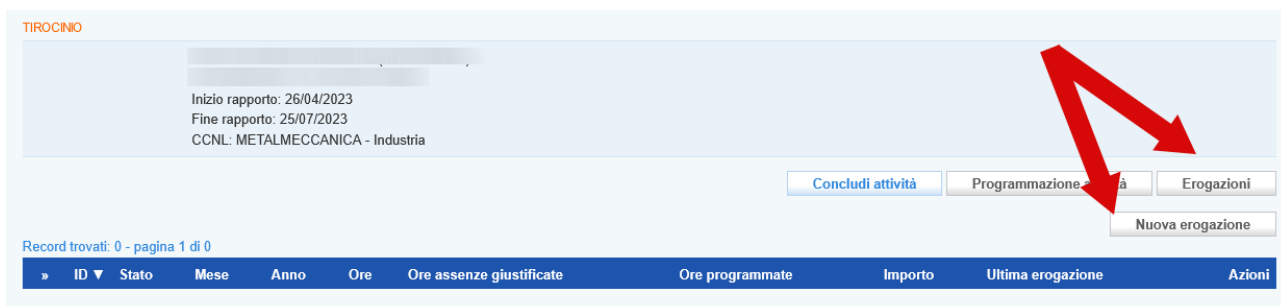 TIROCINIO
Inizio rapporto: 26/04/2023
Fine rapporto: 25/07/2023
CCNL: METALMECCANICA - Industria
Concludi attività Programmazione Erogazioni
Nuova erogazione
Record trovati: 0 - pagina 1 di 0
» ID ▼ Stato Mese Anno Ore Ore assenze giustificate Ore programmate Importo Ultima erogazione Azioni